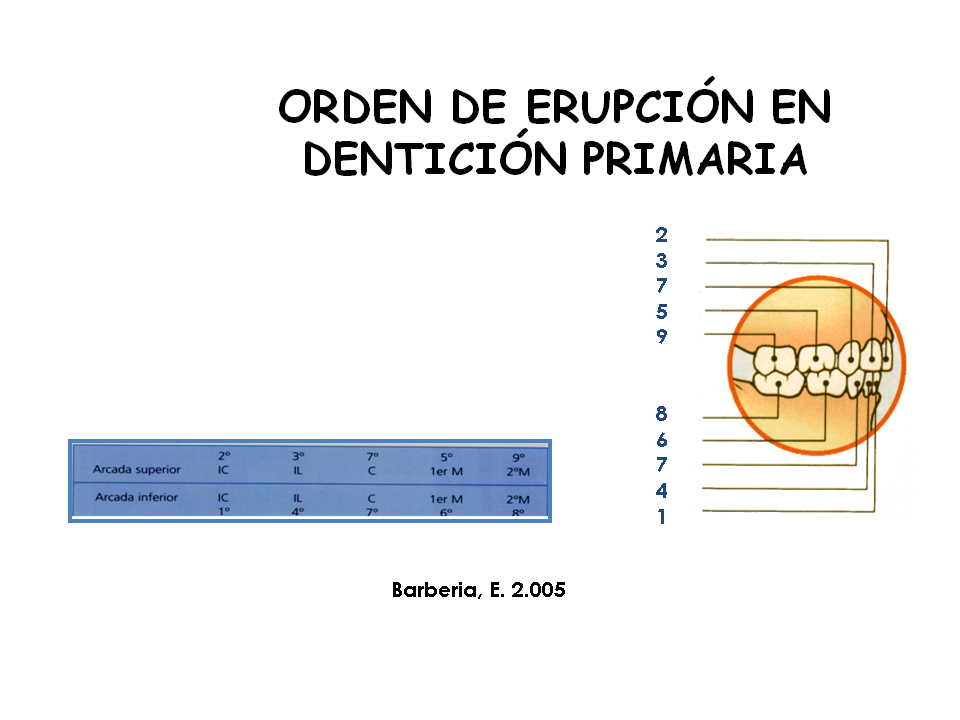 ORDEN DE ERUPCIÓN EN
DENTICIÓN PRIMARIA
2
3
7
5
9
8
6
7
4
1
2º 3º 7º 5º 9º
Arcada superior IC IL C 1er M 2ºM
Arcada inferior IC IL C 1er M 2ºM
1º 4º 7º 6º 8º
Barberia, E. 2.005